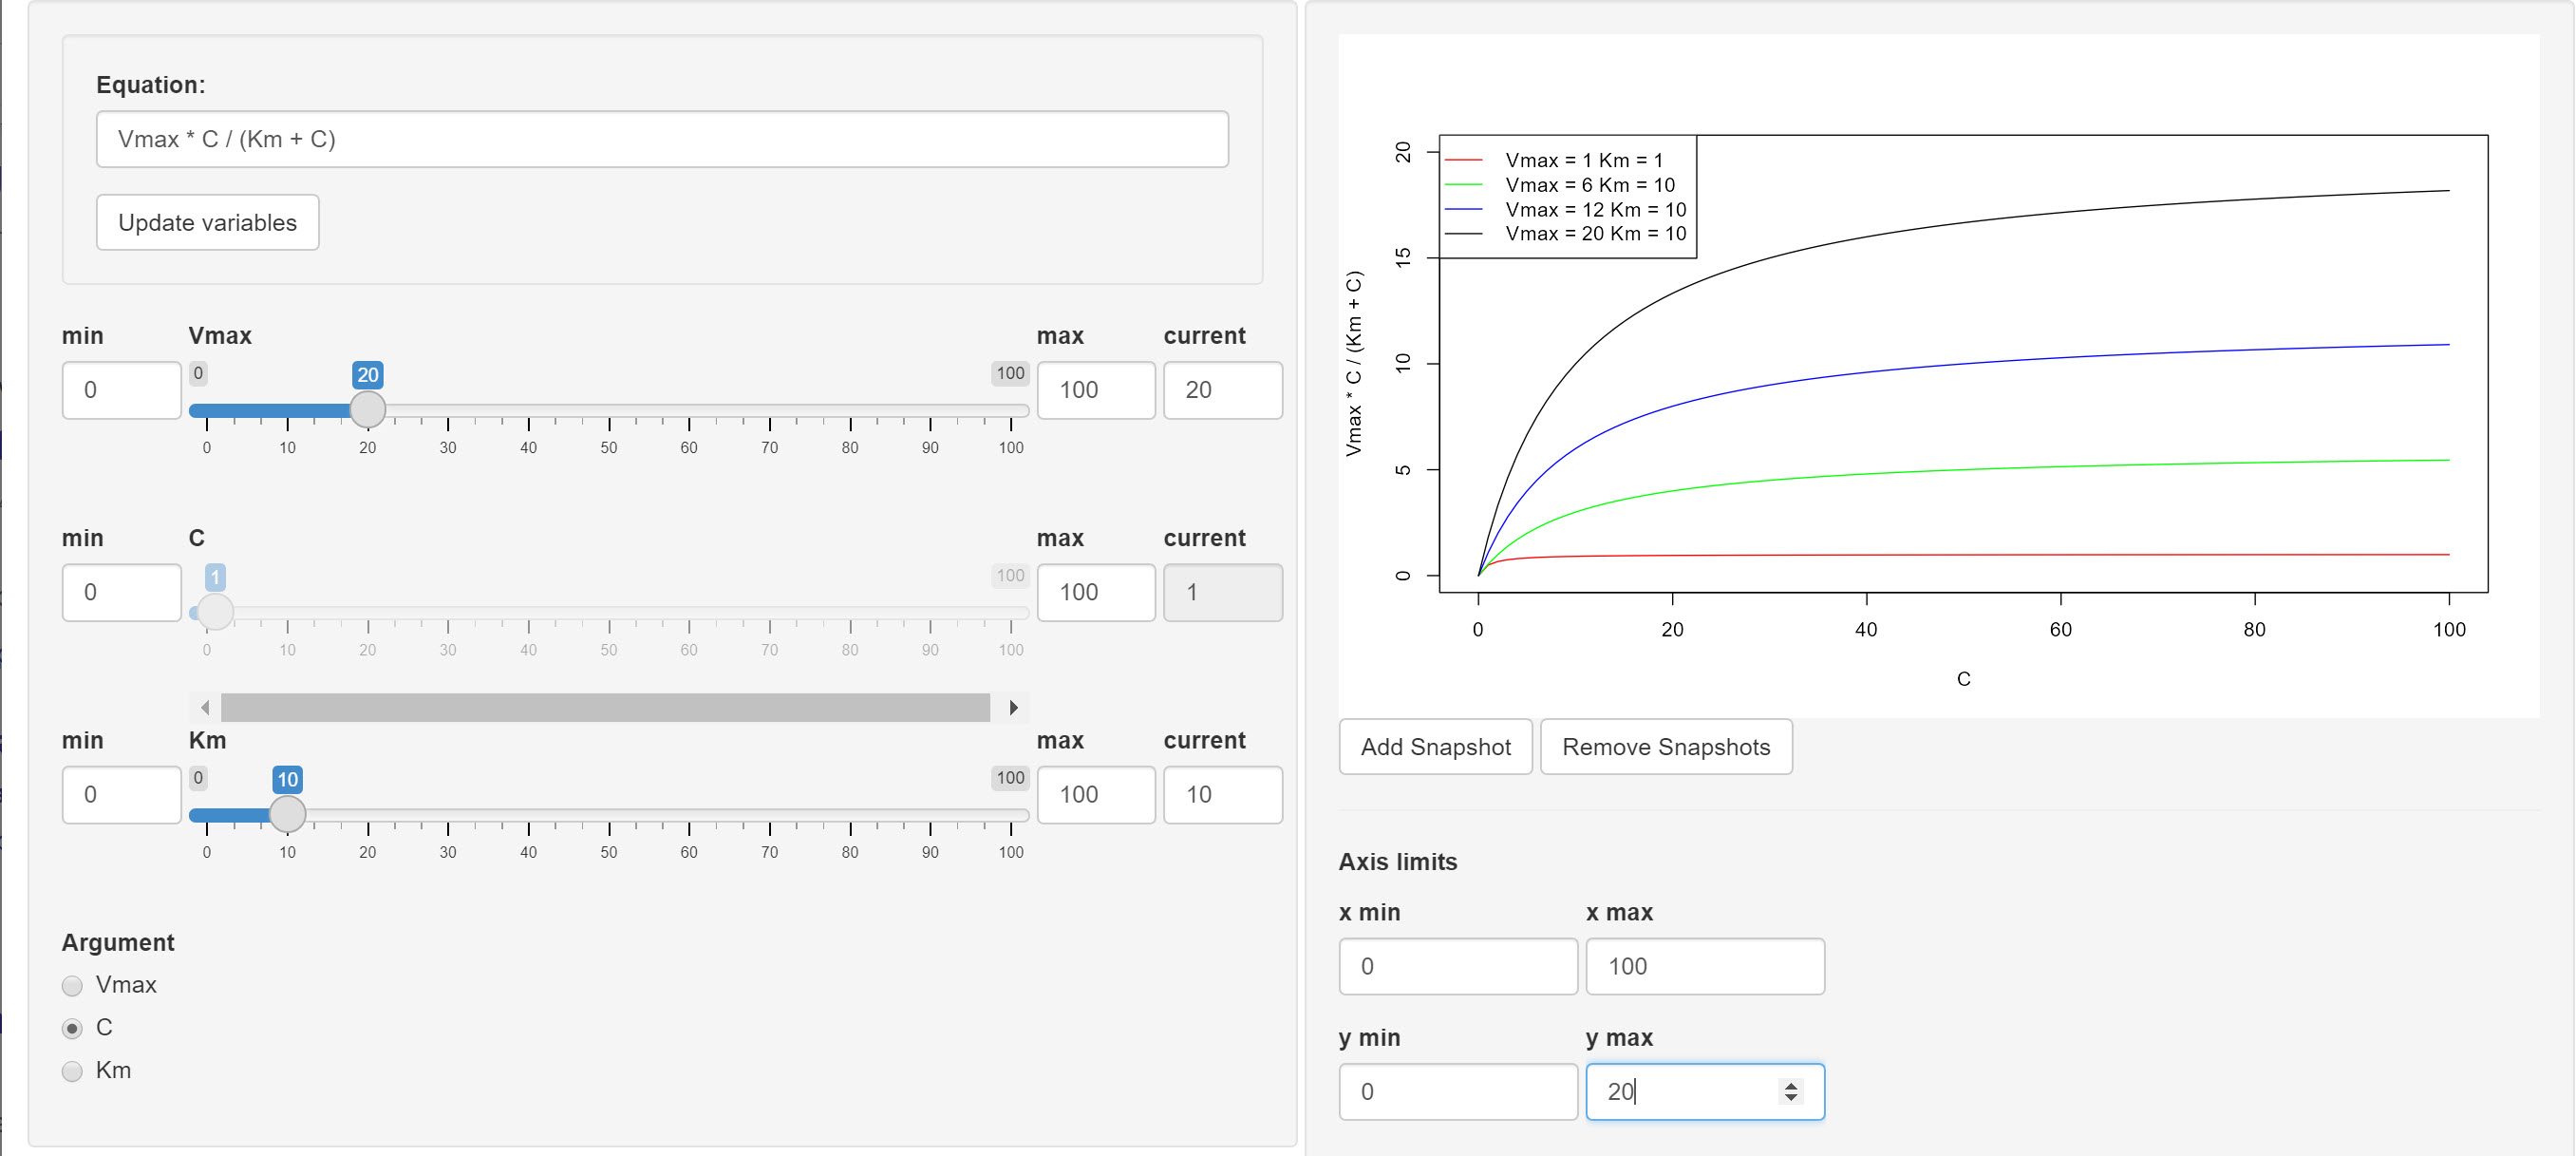 Equation:
Vmax * C / (Km + C)
Update variables
min Vmax max current
0 0 20 100 100 20
0 10 20 30 40 50 60 70 80 90 100
min C max current
0 1 100 100 1
0 10 20 30 40 50 60 70 80 90 100
min Km max current
0 0 10 100 100 10
0 10 20 30 40 50 60 70 80 90 100
Argument
Vmax
C
Km
Vmax = 1 Km = 1
Vmax = 6 Km = 10
Vmax = 12 Km = 10
Vmax = 20 Km = 10
Vmax * C / (Km + C)
20
15
10
5
0
0 20 40 60 80 100
C
Add Snapshot Remove Snapshots
Axis limits
x min x max
0 100
y min y max
0 20